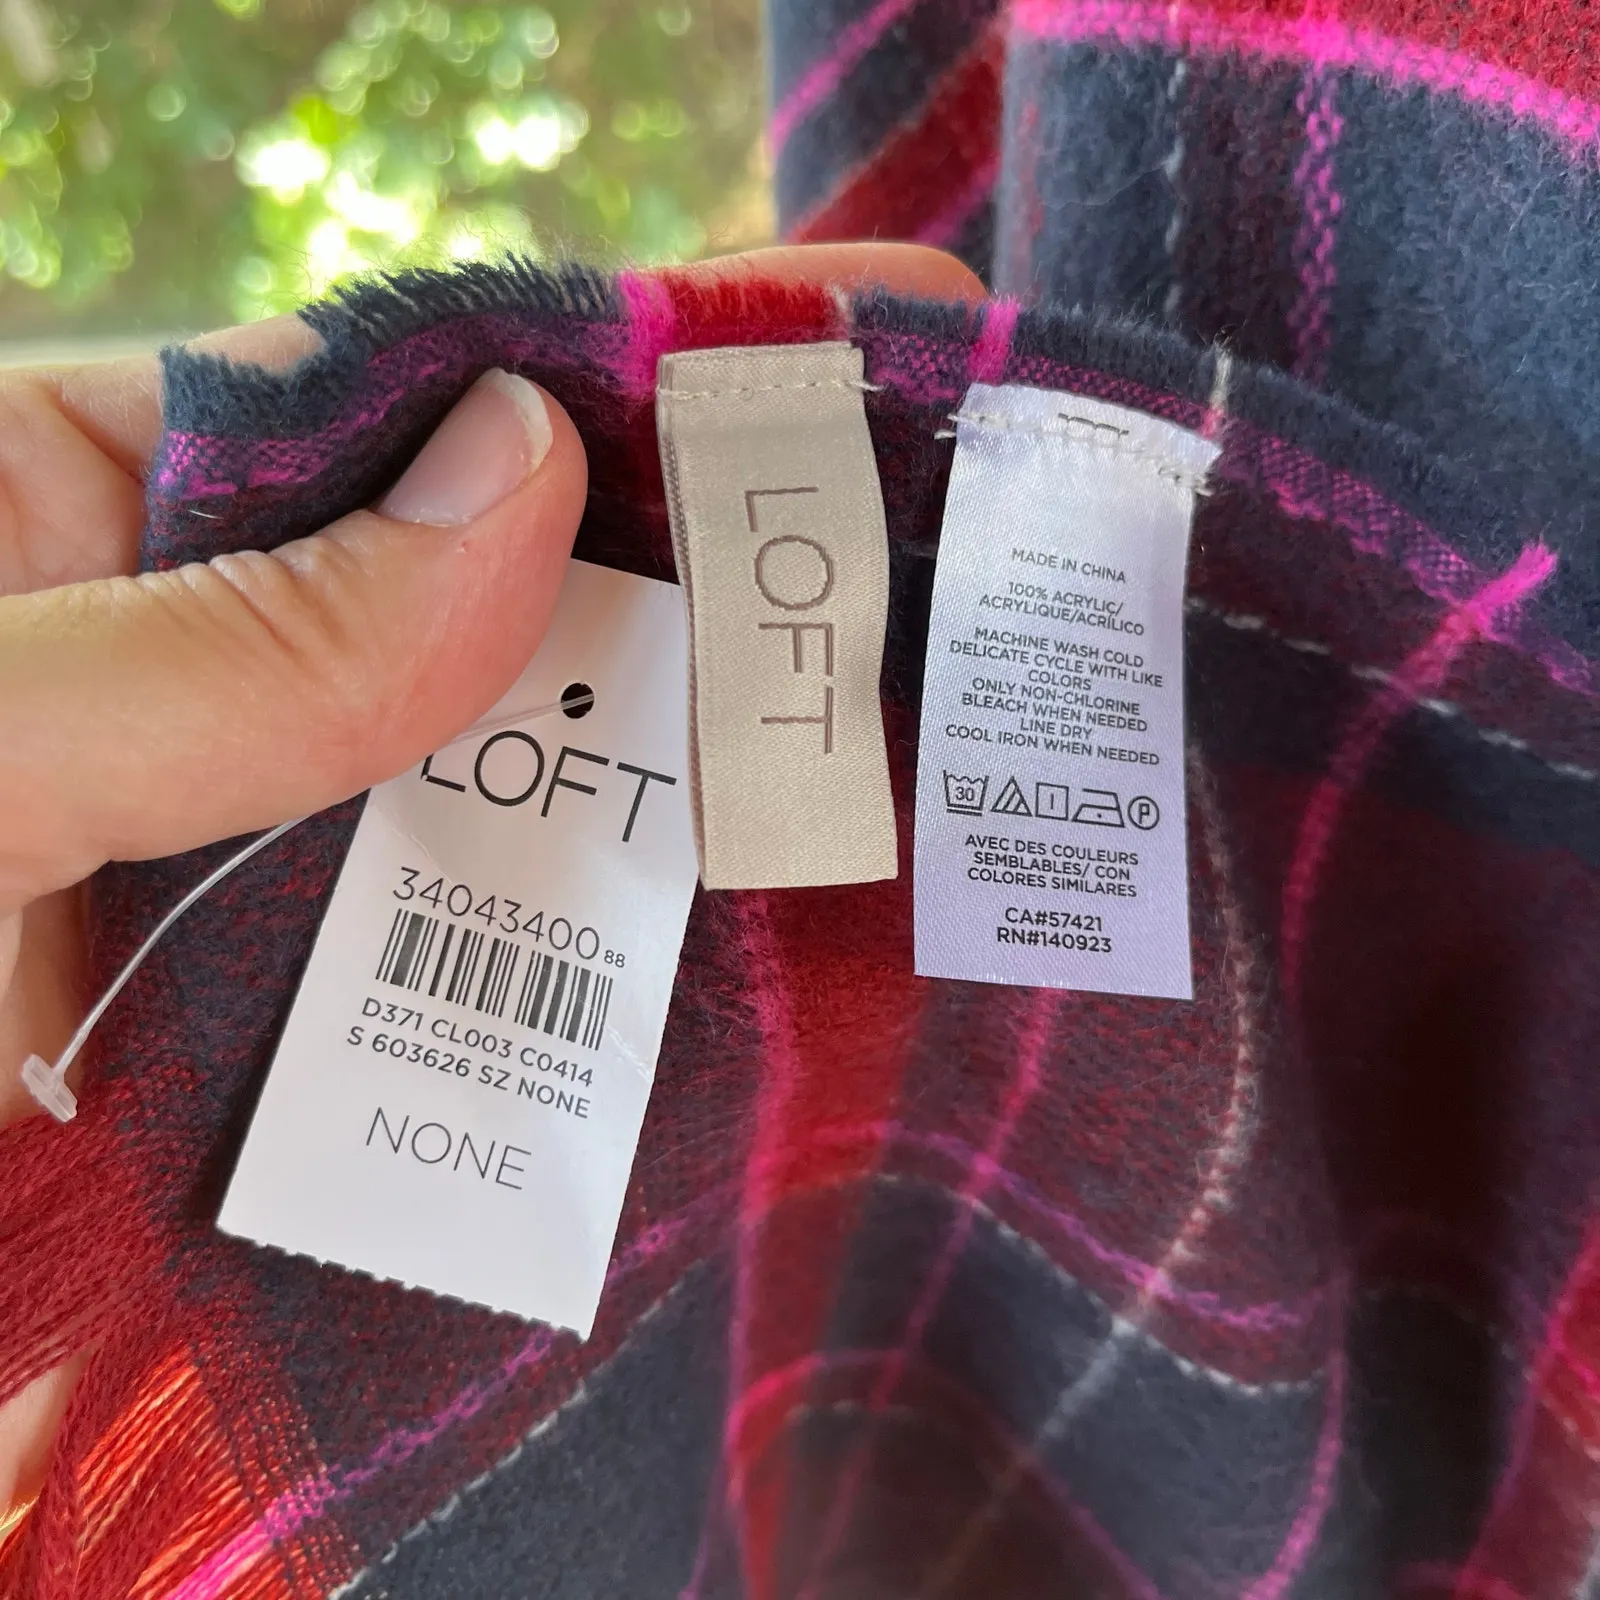 LOFT
34043400 88
D371 CL003 C0414
S 603626 SZ NONE
NONE
LOFT
MADE IN CHINA
100% ACRYLIC/
ACRYLIQUE/ACRÍLICO
MACHINE WASH COLD
DELICATE CYCLE WITH LIKE
COLORS
ONLY NON-CHLORINE
BLEACH WHEN NEEDED
LINE DRY
COOL IRON WHEN NEEDED
30 P
AVEC DES COULEURS
SEMBLABLES/ CON
COLORES SIMILARES
CA#57421
RN#140923